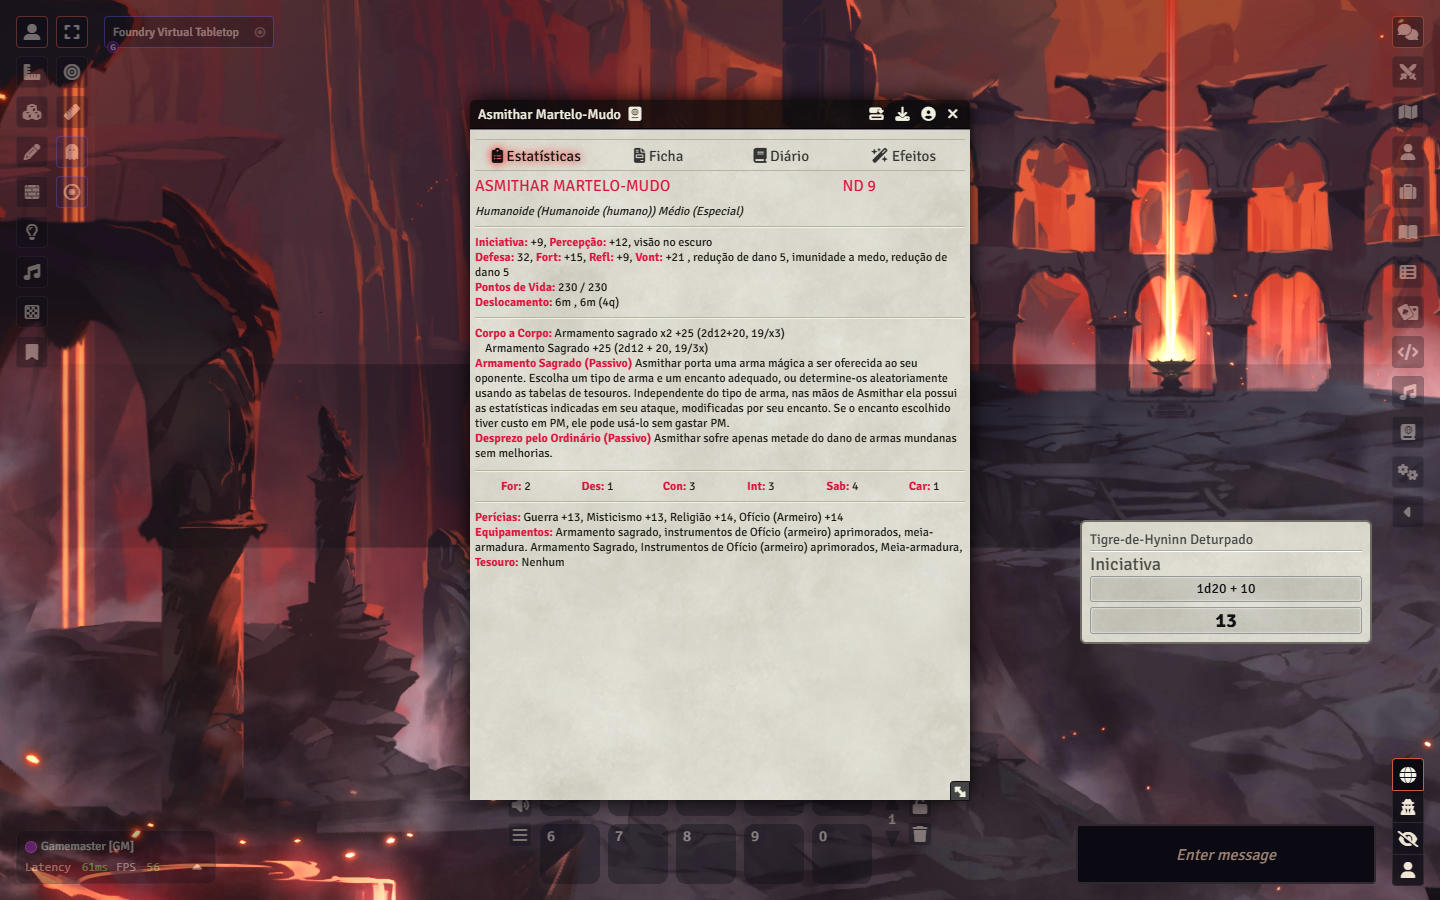 Foundry Virtual Tabletop
G
Asmithar Martelo-Mudo
Estatísticas
Ficha
Diário
Efeitos
ASMITHAR MARTELO-MUDO ND 9
Humanoide (Humanoide (humano)) Médio (Especial)
Iniciativa: +9, Percepção: +12, visão no escuro
Defesa: 32, Fort: +15, Refl: +9, Vont: +21 , redução de dano 5, imunidade a medo, redução de
dano 5
Pontos de Vida: 230 / 230
Deslocamento: 6m , 6m (4q)
Corpo a Corpo: Armamento sagrado x2 +25 (2d12+20, 19/x3)
Armamento Sagrado +25 (2d12 + 20, 19/3x)
Armamento Sagrado (Passivo) Asmithar porta uma arma mágica a ser oferecida ao seu
oponente. Escolha um tipo de arma e um encanto adequado, ou determine-os aleatoriamente
usando as tabelas de tesouros. Independente do tipo de arma, nas mãos de Asmithar ela possui
as estatísticas indicadas em seu ataque, modificadas por seu encanto. Se o encanto escolhido
tiver custo em PM, ele pode usá-lo sem gastar PM.
Desprezo pelo Ordinário (Passivo) Asmithar sofre apenas metade do dano de armas mundanas
sem melhorias.
For: 2 Des: 1 Con: 3 Int: 3 Sab: 4 Car: 1
Perícias: Guerra +13, Misticismo +13, Religião +14, Ofício (Armeiro) +14
Equipamentos: Armamento sagrado, instrumentos de Ofício (armeiro) aprimorados, meia-
armadura. Armamento Sagrado, Instrumentos de Ofício (armeiro) aprimorados, Meia-armadura,
Tesouro: Nenhum
Tigre-de-Hyninn Deturpado
Iniciativa
1d20 + 10
13
1
6 7 8 9 0
Gamemaster [GM]
Latency 61ms FPS 56
Enter message